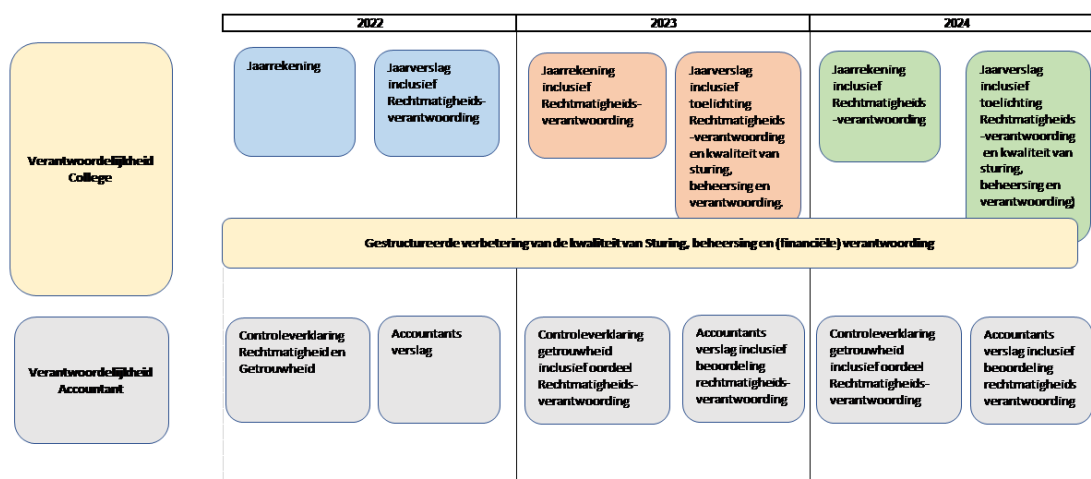 2022
2023
2024
Verantwoordelijkheid
College
Jaarrekening
Jaarverslag
inclusief
Rechtmatigheids-
verantwoording
Jaarrekening
inclusief
Rechtmatigheids-
verantwoording
Jaarverslag
inclusief
toelichting
Rechtmatigheids
-verantwoording
en kwaliteit van
sturing,
beheersing en
verantwoording.
Jaarrekening
inclusief
Rechtmatigheids
-verantwoording
Jaarverslag
inclusief
toelichting
Rechtmatigheids
-verantwoording
en kwaliteit van
sturing,
beheersing en
verantwoording)
Gestructureerde verbetering van de kwaliteit van Sturing, beheersing en (financiële) verantwoording
Verantwoordelijkheid
Accountant
Controleverklaring
Rechtmatigheid en
Getrouwheid
Accountants
verslag
Controleverklaring
getrouwheid
inclusief oordeel
Rechtmatigheids-
verantwoording
Accountants
verslag inclusief
beoordeling
rechtmatigheids-
verantwoording
Controleverklaring
getrouwheid
inclusief oordeel
Rechtmatigheids-
verantwoording
Accountants
verslag inclusief
beoordeling
rechtmatigheids
verantwoording